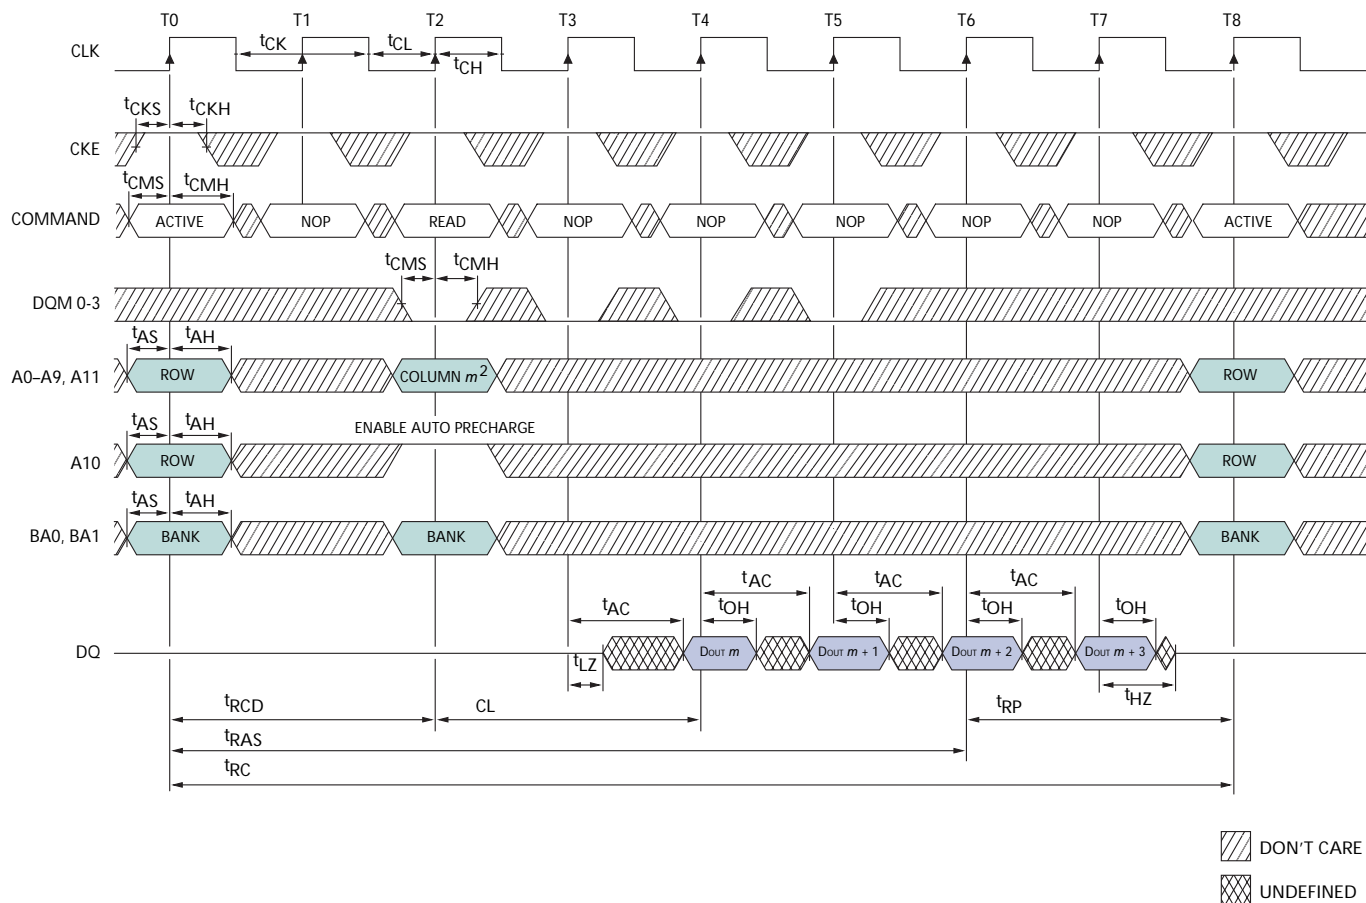 T0 T1 T2 T3 T4 T5 T6 T7 T8
CLK tCK tCL tCH
tCKS tCKH
CKE
tCMS tCMH
COMMAND ACTIVE NOP READ NOP NOP NOP NOP NOP ACTIVE
tCMS tCMH
DQM 0-3
tAS tAH
A0–A9, A11 ROW COLUMN m2 ROW
tAS tAH ENABLE AUTO PRECHARGE
A10 ROW ROW
tAS tAH
BA0, BA1 BANK BANK BANK
tAC tAC tAC
tAC tOH tOH tOH tOH
DQ DOUT m DOUT m + 1 DOUT m + 2 DOUT m + 3
tLZ tHZ
tRCD CL tRP
tRAS
tRC
DON'T CARE
UNDEFINED